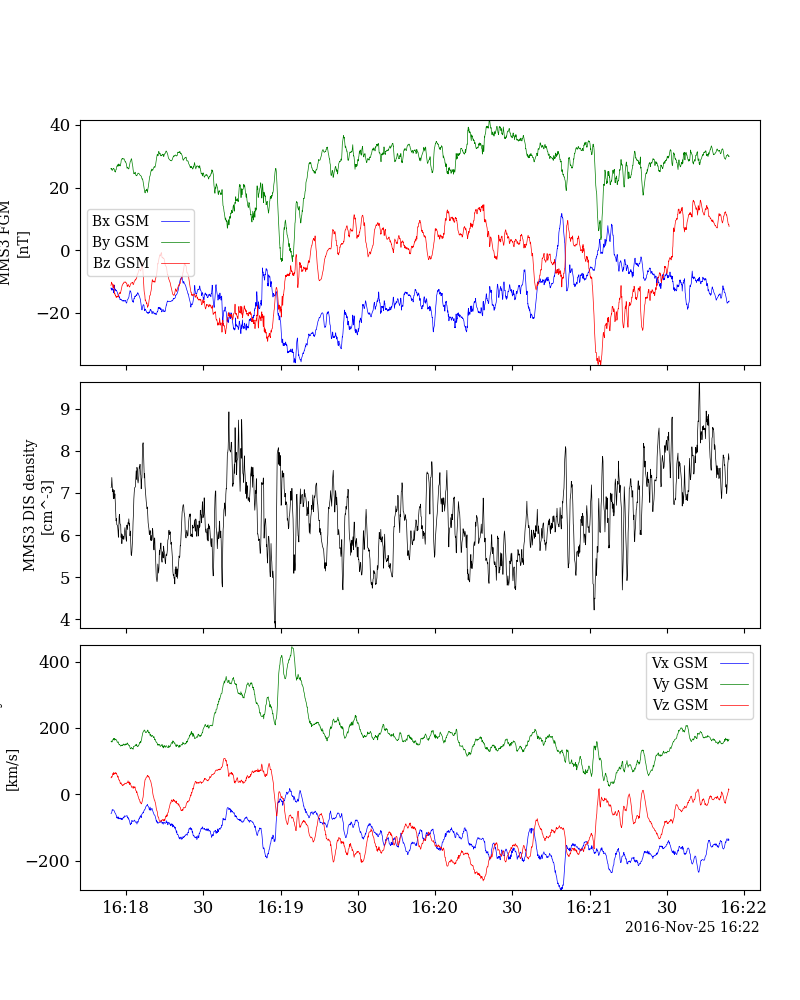 40
20
0
−20
MMS3 FGM
[nT]
Bx GSM
By GSM
Bz GSM
9
8
7
6
5
4
MMS3 DIS density
[cm^-3]
400
200
0
−200
[km/s]
Vx GSM
Vy GSM
Vz GSM
16:18
30
16:19
30
16:20
30
16:21
30
16:22
2016-Nov-25 16:22